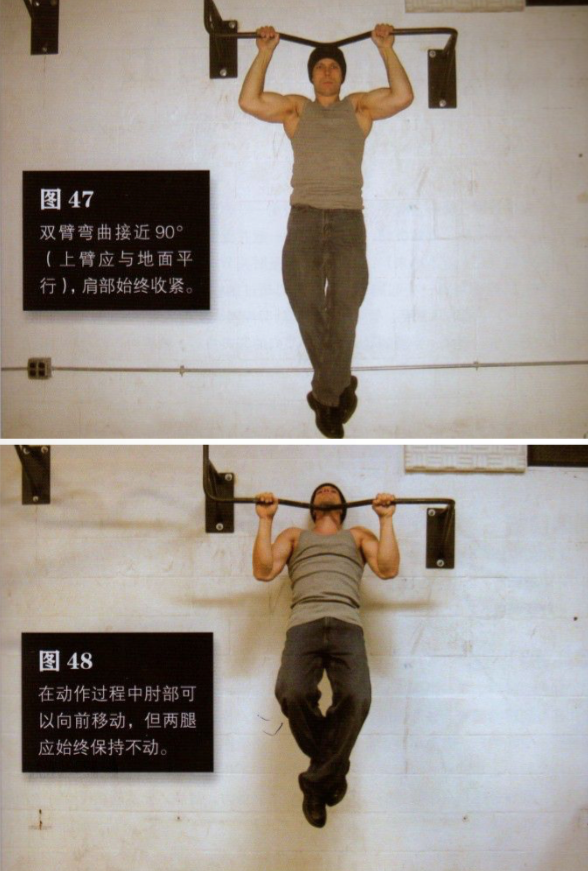 图 47
双臂弯曲接近 90°
（上臂应与地面平
行），肩部始终收紧。
图 48
在动作过程中肘部可
以向前移动，但两腿
应始终保持不动。